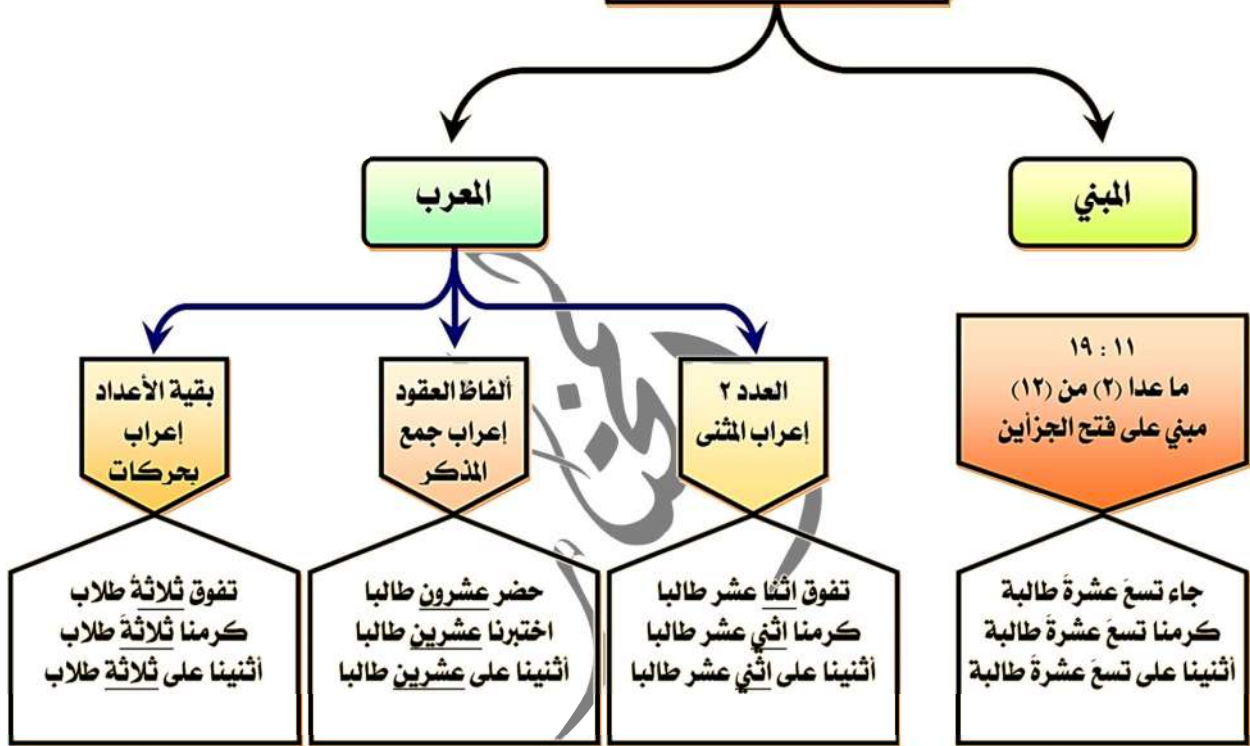 المبني
المعرب
١١ : ١٩
ما عدا (٢) من (١٢)
مبني على فتح الجزأين
العدد ٢
إعراب المثنى
ألفاظ العقود
إعراب جمع
المذكر
بقية الأعداد
إعراب
بحركات
جاء تسعَ عشرةَ طالبة
كرمنا تسعَ عشرةَ طالبة
أثنينا على تسعَ عشرةَ طالبة
تفوق اثنا عشر طالبا
كرمنا اثني عشر طالبا
أثنينا على اثني عشر طالبا
حضر عشرون طالبا
اختبرنا عشرين طالبا
أثنينا على عشرين طالبا
تفوق ثلاثةُ طلاب
كرمنا ثلاثةَ طلاب
أثنينا على ثلاثةِ طلاب